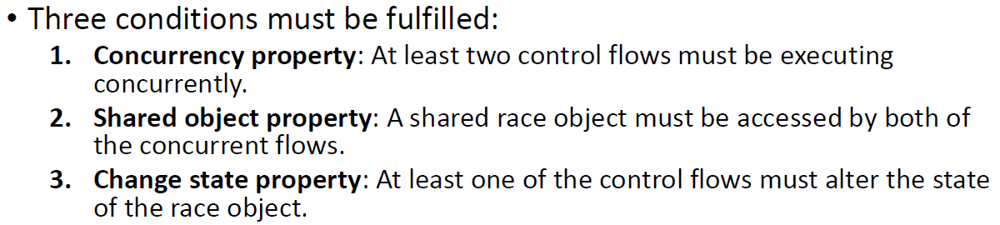 • Three conditions must be fulfilled:
1. Concurrency property: At least two control flows must be executing
concurrently.
2. Shared object property: A shared race object must be accessed by both of
the concurrent flows.
3. Change state property: At least one of the control flows must alter the state
of the race object.